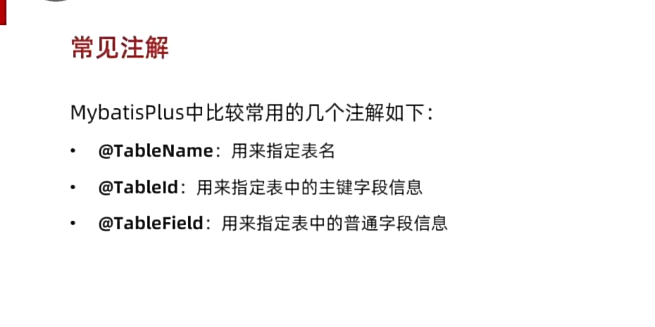 常见注解
MybatisPlus中比较常用的几个注解如下：
• @TableName：用来指定表名
• @TableId：用来指定表中的主键字段信息
• @TableField：用来指定表中的普通字段信息